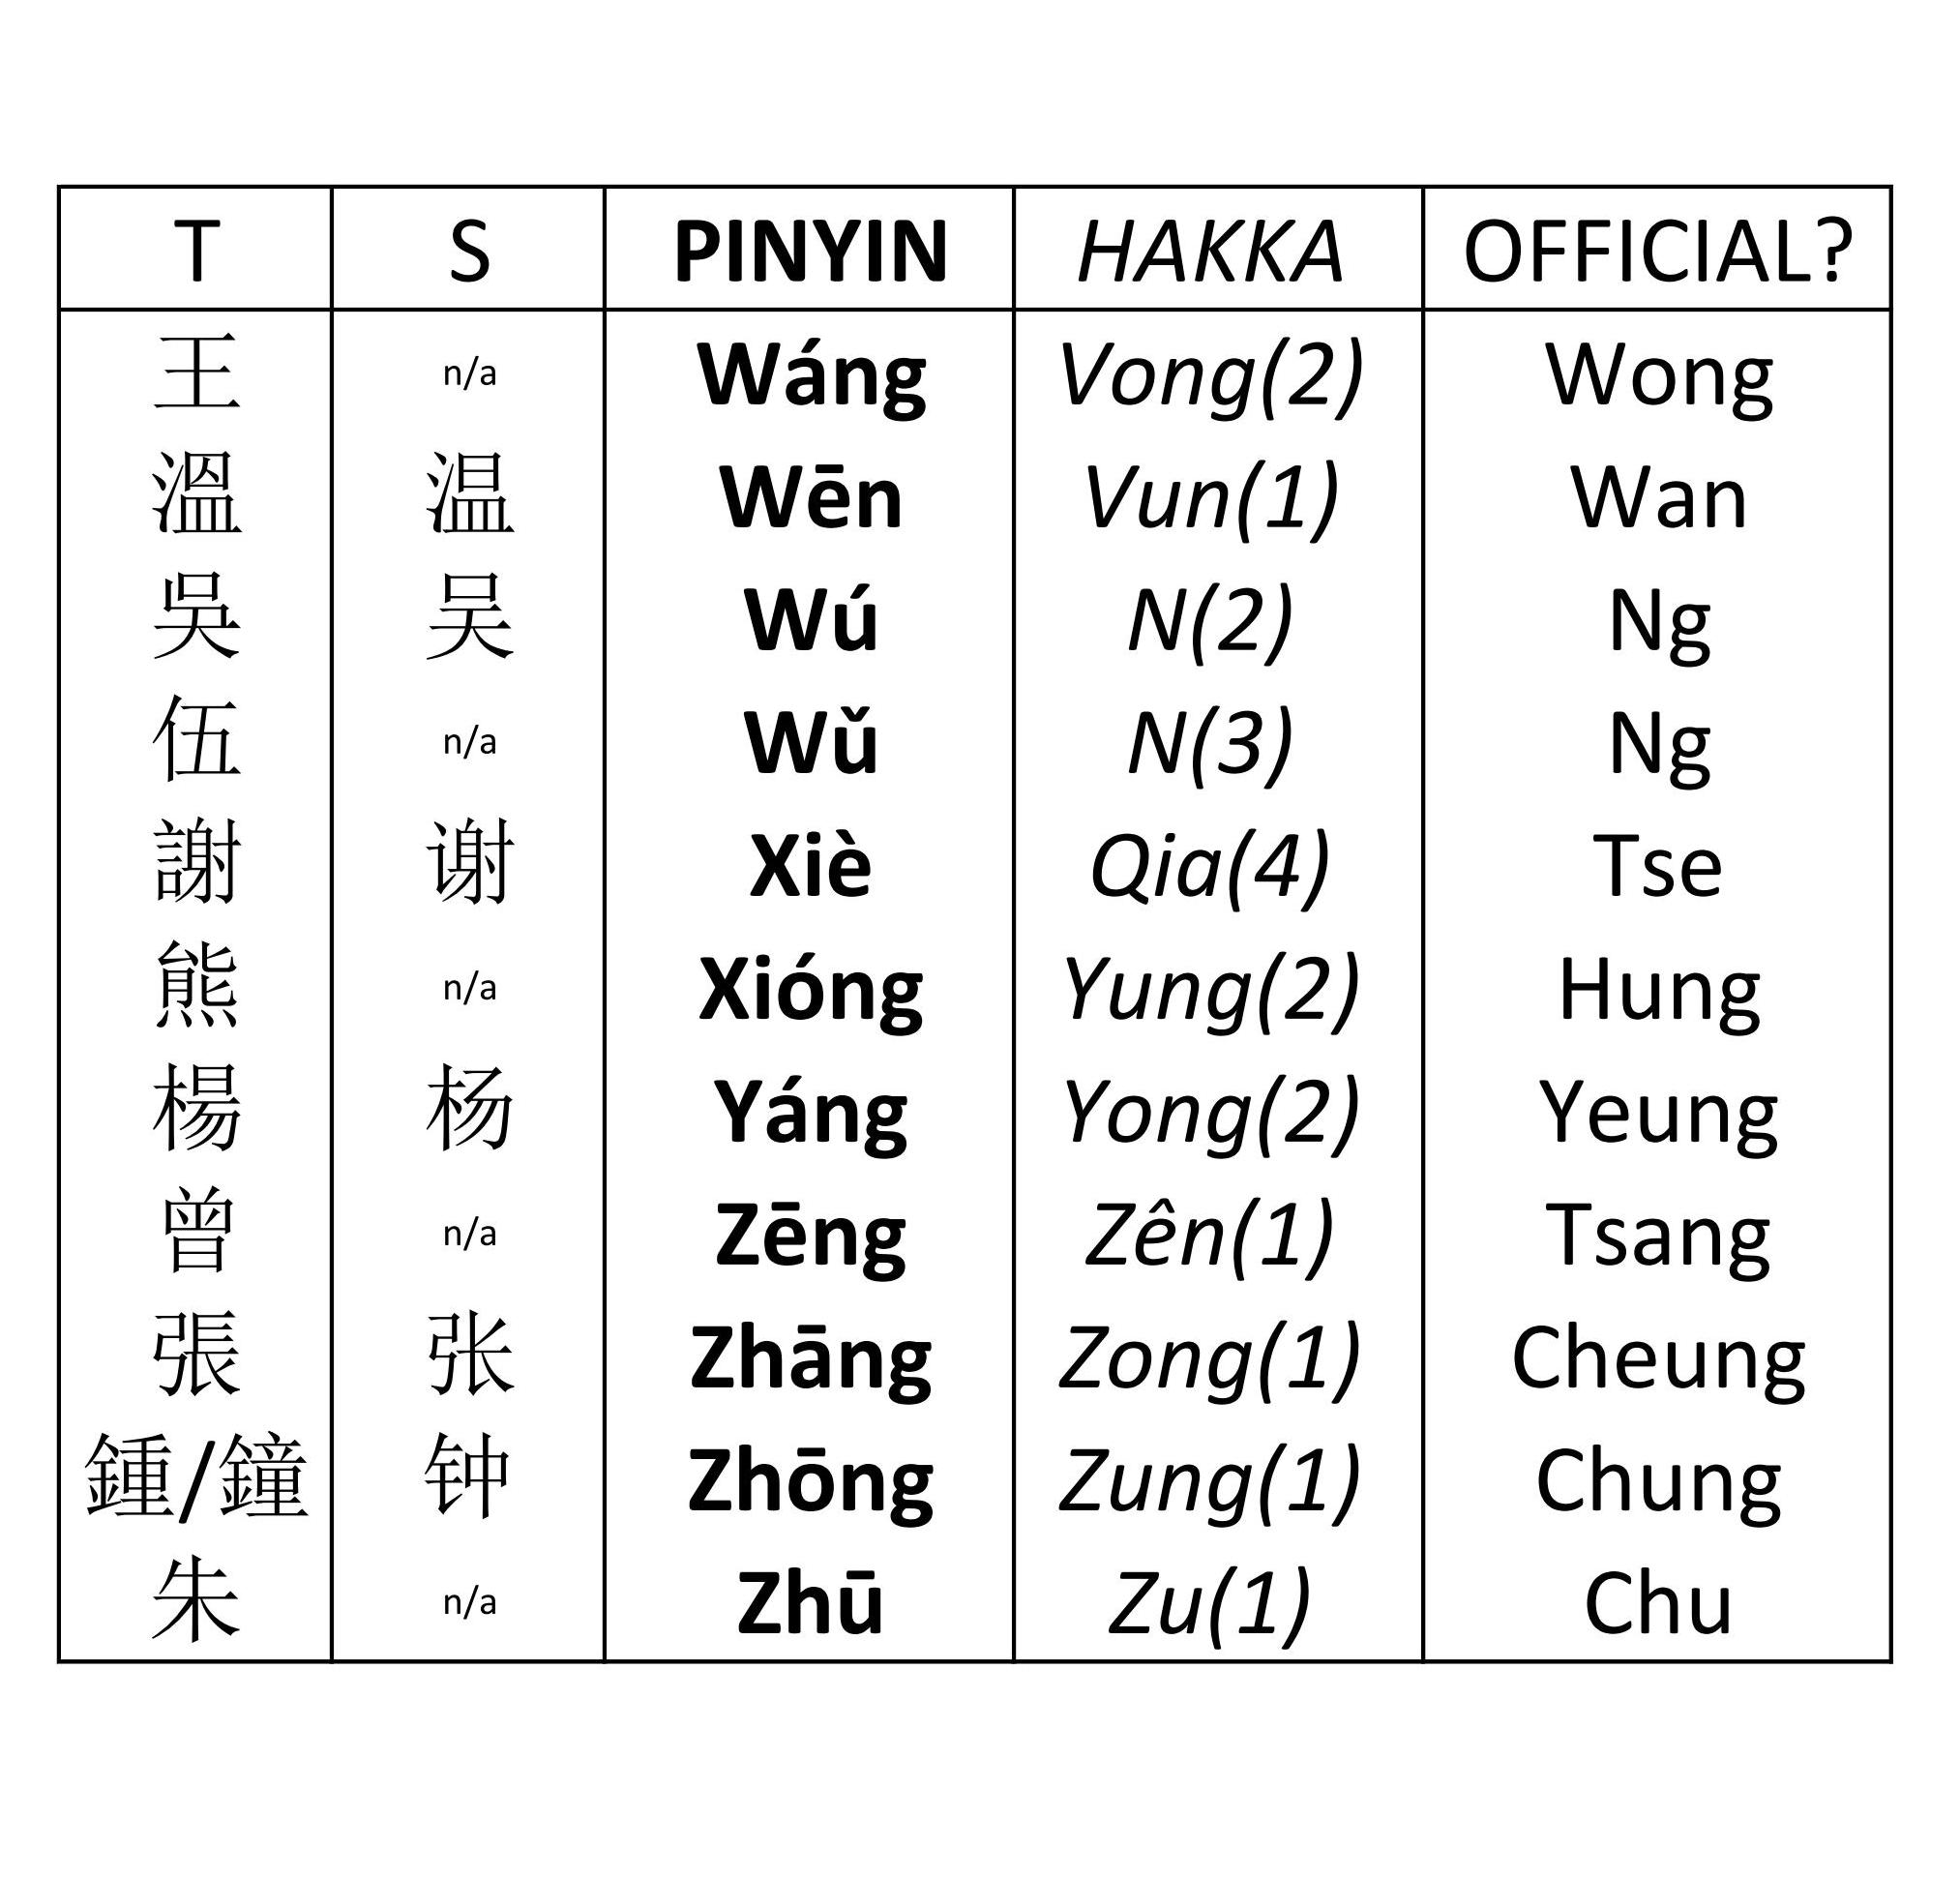 T S PINYIN HAKKA OFFICIAL?
王 n/a Wáng Vong(2) Wong
溫 温 Wēn Vun(1) Wan
吳 吴 Wú N(2) Ng
伍 n/a Wǔ N(3) Ng
謝 谢 Xiè Qia(4) Tse
熊 n/a Xióng Yung(2) Hung
楊 杨 Yáng Yong(2) Yeung
曾 n/a Zēng Zên(1) Tsang
張 张 Zhāng Zong(1) Cheung
鍾/鐘 钟 Zhōng Zung(1) Chung
朱 n/a Zhū Zu(1) Chu